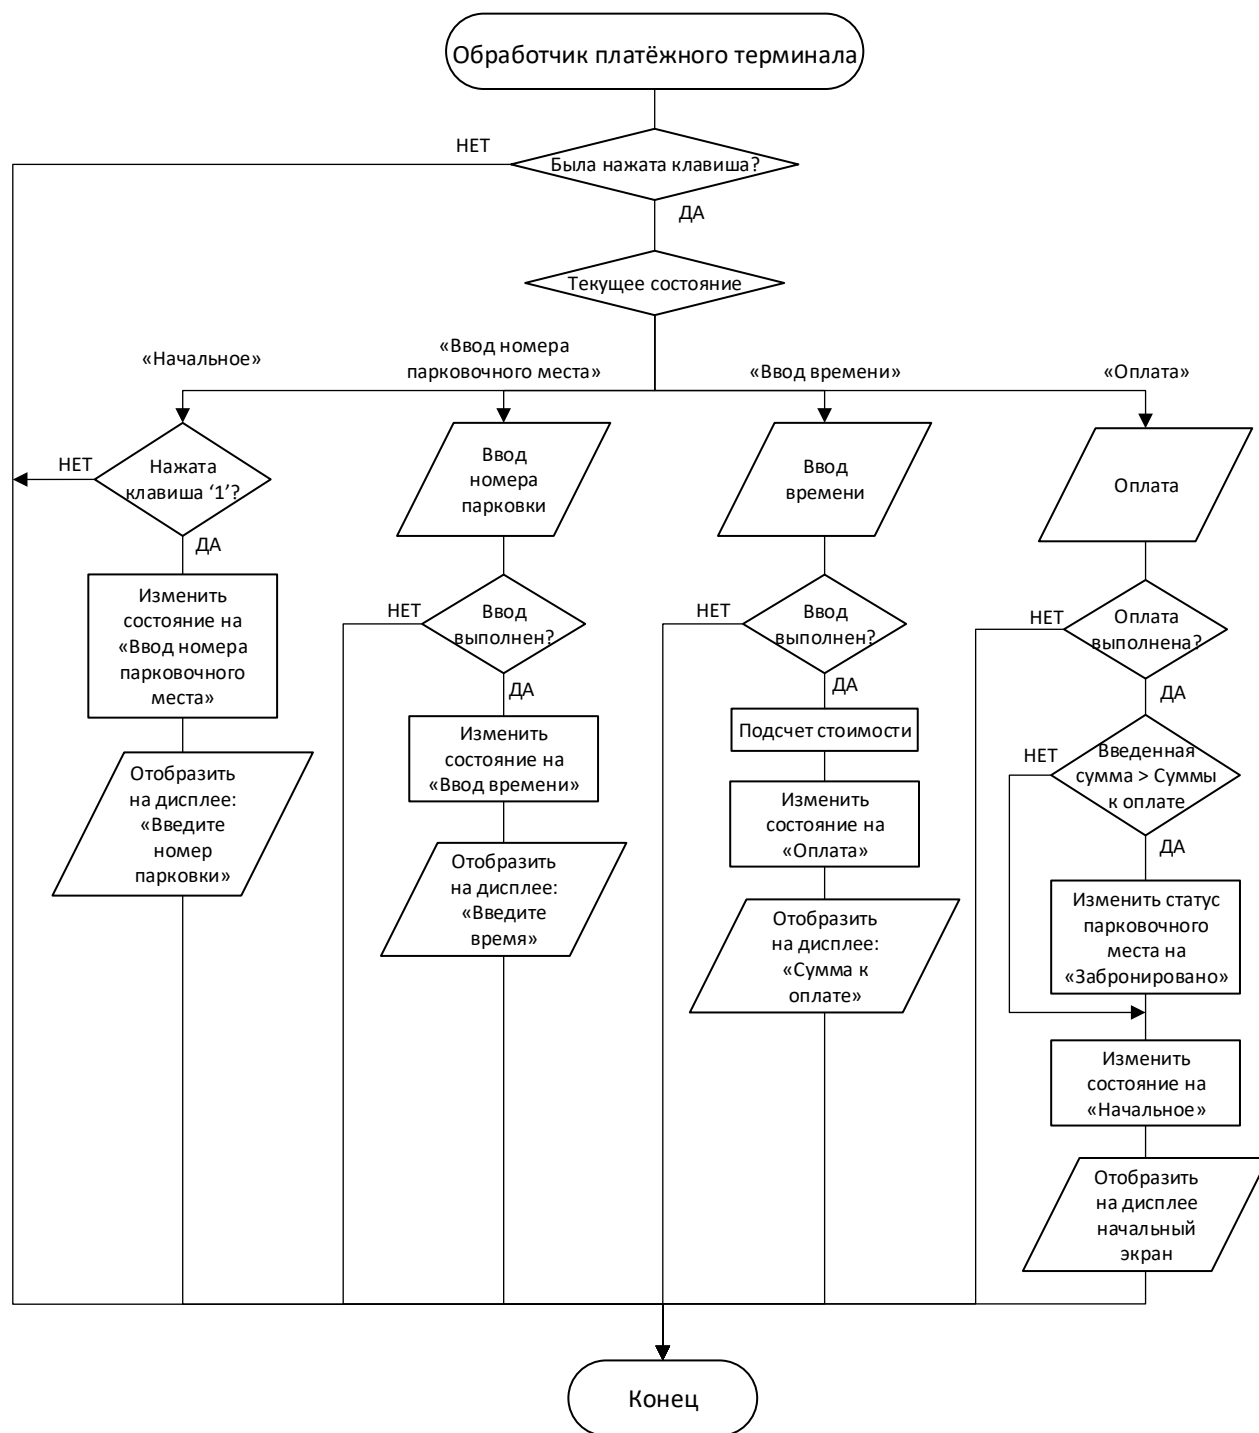 Обработчик платёжного терминала
НЕТ
Была нажата клавиша?
ДА
Текущее состояние
«Начальное»
«Ввод номера
парковочного места»
«Ввод времени»
«Оплата»
НЕТ
Нажата
клавиша ‘1’?
ДА
Изменить
состояние на
«Ввод номера
парковочного
места»
Отобразить
на дисплее:
«Введите
номер
парковки»
Ввод
номера
парковки
НЕТ
Ввод
выполнен?
ДА
Изменить
состояние на
«Ввод времени»
Отобразить
на дисплее:
«Введите
время»
Ввод
времени
НЕТ
Ввод
выполнен?
ДА
Подсчет стоимости
Изменить
состояние на
«Оплата»
Отобразить
на дисплее:
«Сумма к
оплате»
Оплата
НЕТ
Оплата
выполнена?
ДА
НЕТ
Введенная
сумма > Суммы
к оплате
ДА
Изменить статус
парковочного
места на
«Забронировано»
Изменить
состояние на
«Начальное»
Отобразить
на дисплее
начальный
экран
Конец